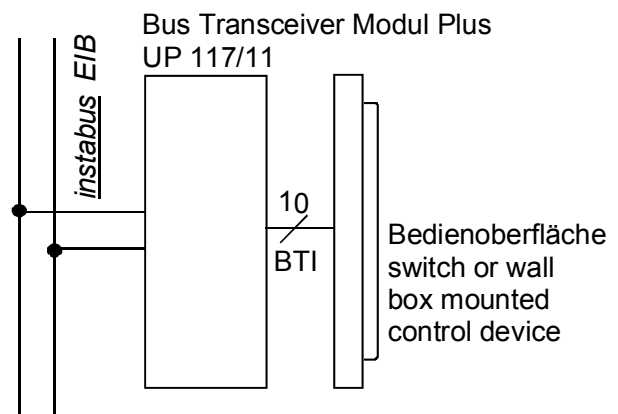 Bus Transceiver Modul Plus
UP 117/11
instabus EIB
10
BTI
Bedienoberfläche
switch or wall
box mounted
control device